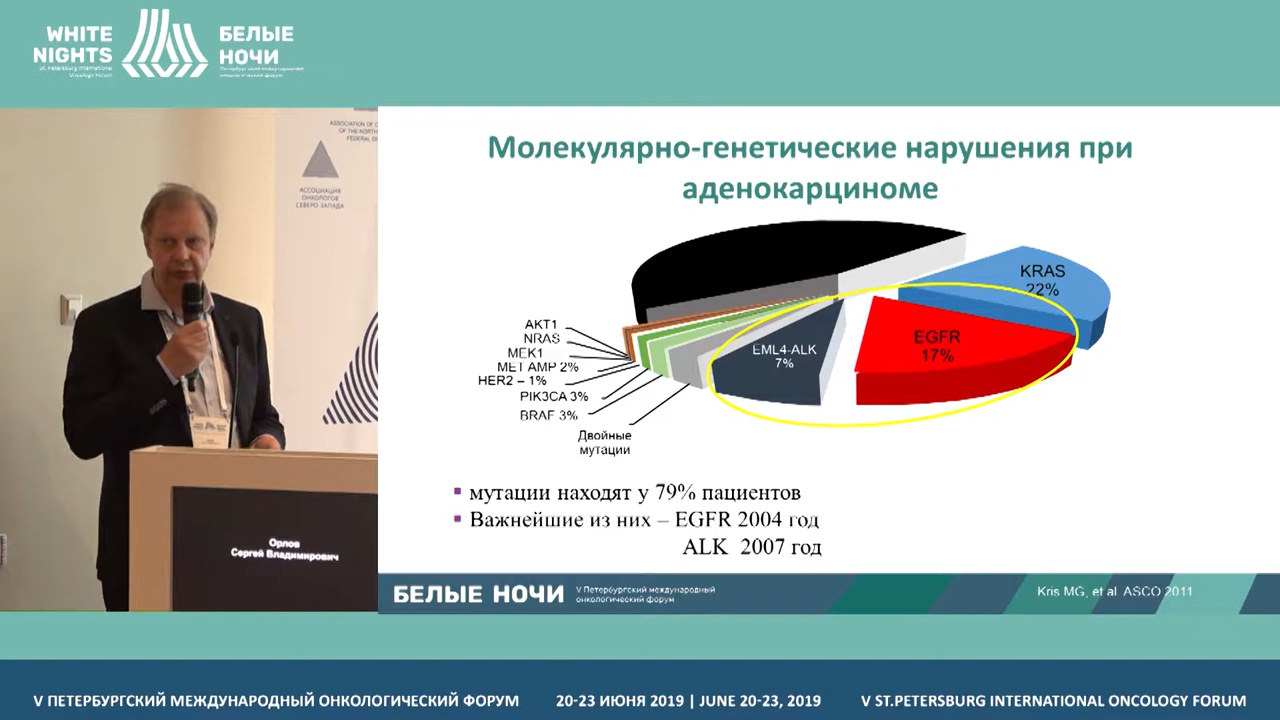 WHITE
NIGHTS
St. Petersburg International
Oncology Forum
БЕЛЫЕ
НОЧИ
Петербургский международный
онкологический форум
АССОЦИАЦИЯ
ОНКОЛОГОВ
СЕВЕРО-ЗАПАДА
Орлов
Сергей Владимирович
Молекулярно-генетические нарушения при
аденокарциноме
KRAS
22%
EGFR
17%
EML4-ALK
7%
AKT1
NRAS
MEK1
MET AMP 2%
HER2 – 1%
PIK3CA 3%
BRAF 3%
Двойные
мутации
▪ мутации находят у 79% пациентов
▪ Важнейшие из них – EGFR 2004 год
ALK 2007 год
БЕЛЫЕ НОЧИ
V Петербургский международный
онкологический форум
Kris MG, et al. ASCO 2011
V ПЕТЕРБУРГСКИЙ МЕЖДУНАРОДНЫЙ ОНКОЛОГИЧЕСКИЙ ФОРУМ
20-23 ИЮНЯ 2019 | JUNE 20-23, 2019
V ST.PETERSBURG INTERNATIONAL ONCOLOGY FORUM